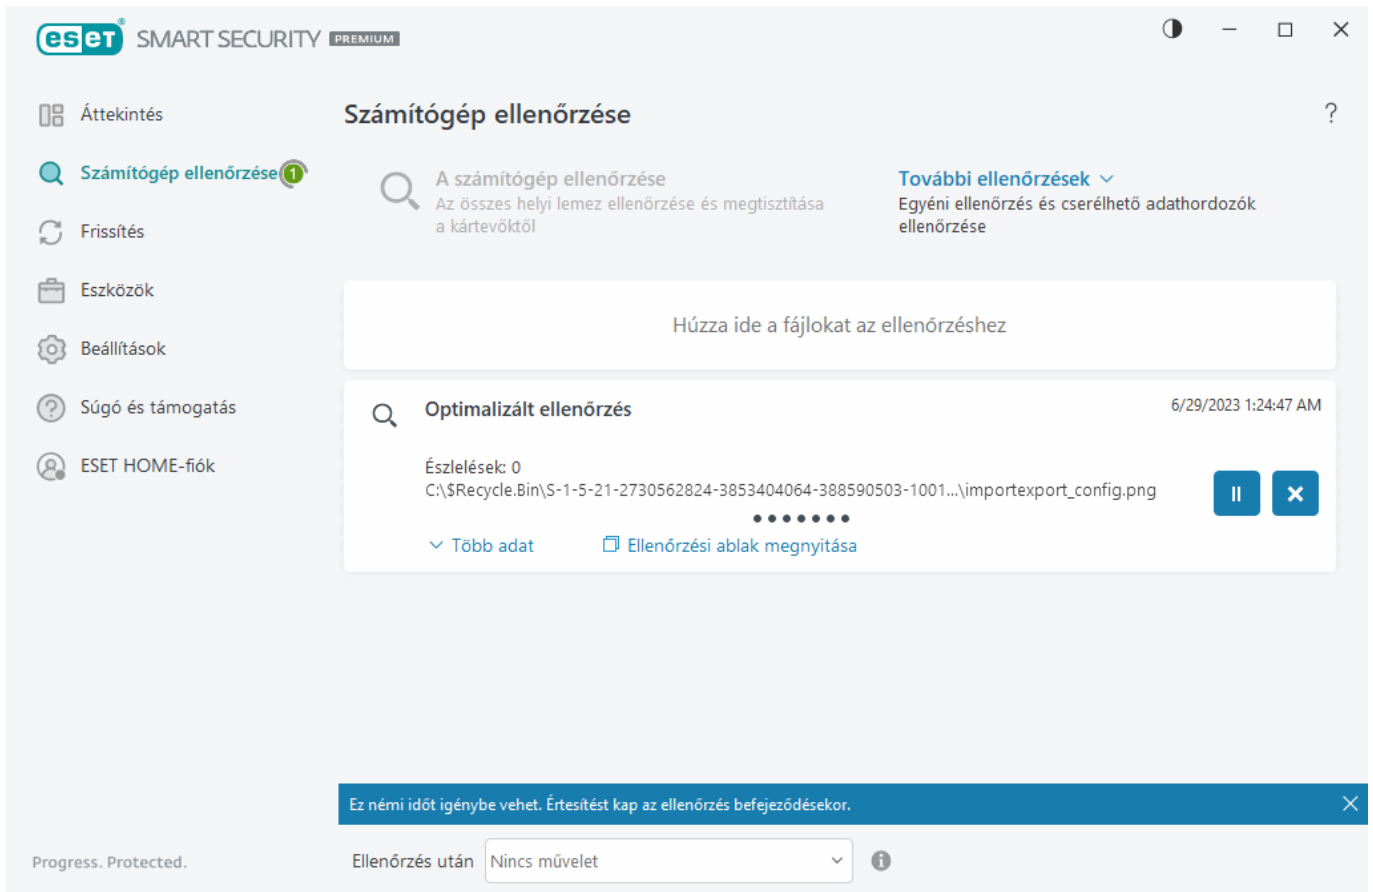 eset® SMART SECURITY PREMIUM
Áttekintés
Számítógép ellenőrzése 1
Frissítés
Eszközök
Beállítások
Súgó és támogatás
ESET HOME-fiók
Progress. Protected.
Számítógép ellenőrzése
?
A számítógép ellenőrzése
Az összes helyi lemez ellenőrzése és megtisztítása
a kártevőktől
További ellenőrzések
Egyéni ellenőrzés és cserélhető adathordozók
ellenőrzése
Húzza ide a fájlokat az ellenőrzéshez
Optimalizált ellenőrzés
6/29/2023 1:24:47 AM
Észlelések: 0
C:\$Recycle.Bin\S-1-5-21-2730562824-3853404064-388590503-1001...\importexport_config.png
Több adat
Ellenőrzési ablak megnyitása
Ez némi időt igénybe vehet. Értesítést kap az ellenőrzés befejeződésekor.
Ellenőrzés után
Nincs művelet